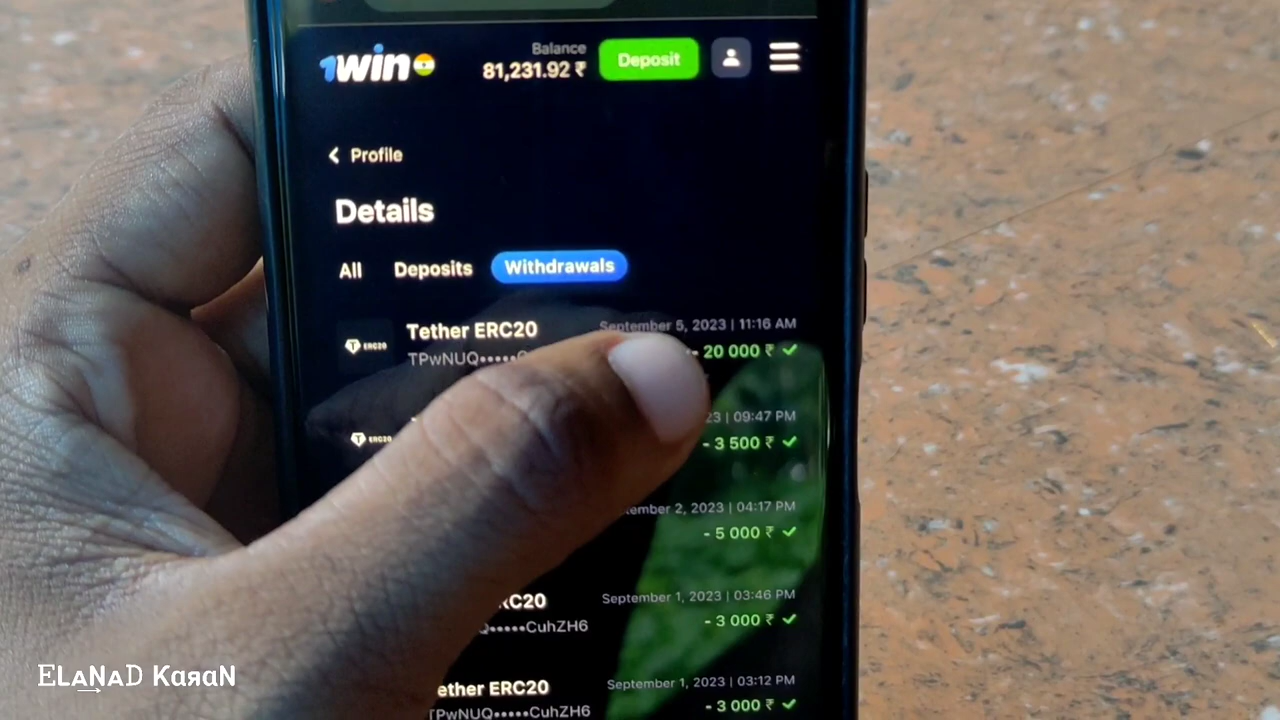 1win
Balance
81,231.92 ₹
Deposit
Profile
Details
All Deposits Withdrawals
Tether ERC20
September 5, 2023 | 11:16 AM
ERC20
TPwNUQ•••••
- 20 000 ₹
23 | 09:47 PM
ERC20
- 3 500 ₹
ember 2, 2023 | 04:17 PM
- 5 000 ₹
RC20
September 1, 2023 | 03:46 PM
Q•••••CuhZH6
- 3 000 ₹
ether ERC20
September 1, 2023 | 03:12 PM
TPwNUQ•••••CuhZH6
- 3 000 ₹
ELANAD KaraN